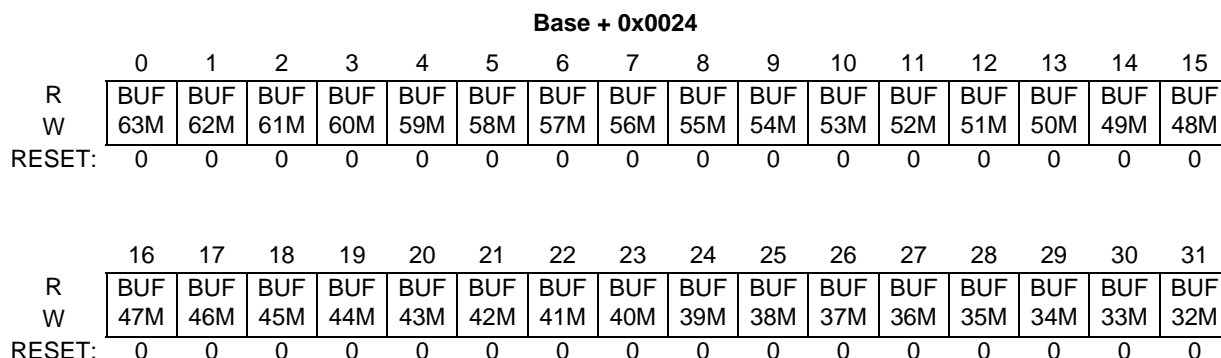 Base + 0x0024
0 1 2 3 4 5 6 7 8 9 10 11 12 13 14 15
R BUF BUF BUF BUF BUF BUF BUF BUF BUF BUF BUF BUF BUF BUF BUF BUF
W 63M 62M 61M 60M 59M 58M 57M 56M 55M 54M 53M 52M 51M 50M 49M 48M
RESET: 0 0 0 0 0 0 0 0 0 0 0 0 0 0 0 0
16 17 18 19 20 21 22 23 24 25 26 27 28 29 30 31
R BUF BUF BUF BUF BUF BUF BUF BUF BUF BUF BUF BUF BUF BUF BUF BUF
W 47M 46M 45M 44M 43M 42M 41M 40M 39M 38M 37M 36M 35M 34M 33M 32M
RESET: 0 0 0 0 0 0 0 0 0 0 0 0 0 0 0 0